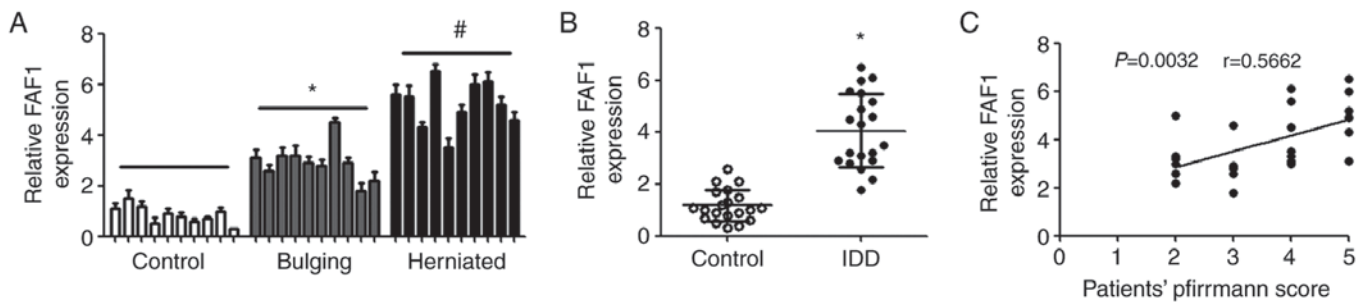 A
Relative FAF1
expression
8
6
4
2
0
*
#
Control
Bulging
Herniated
B
Relative FAF1
expression
8
6
4
2
0
*
Control
IDD
C
Relative FAF1
expression
8
6
4
2
0
P=0.0032 r=0.5662
0 1 2 3 4 5
Patients' pfirrmann score